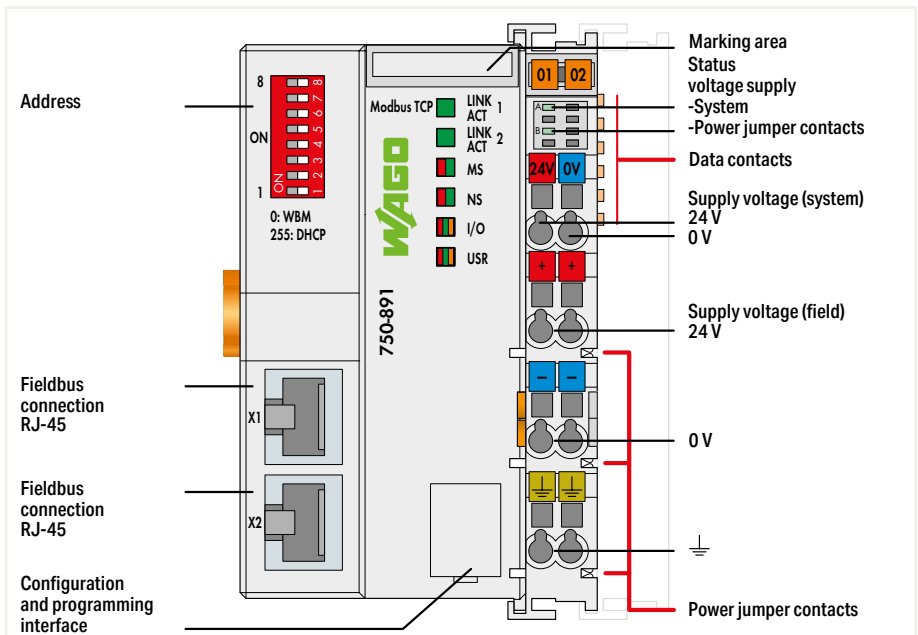 Address
Fieldbus
connection
RJ-45
Fieldbus
connection
RJ-45
Configuration
and programming
interface
8
ON
1
ON
1 2 3 4 5 6 7 8
0: WBM
255: DHCP
X1
X2
Modbus TCP
LINK
ACT 1
LINK
ACT 2
MS
NS
I/O
USR
WAGO
750-891
01 02
A
B
24V 0V
+ +
− −
Marking area
Status
voltage supply
-System
-Power jumper contacts
Data contacts
Supply voltage (system)
24 V
0 V
Supply voltage (field)
24 V
0 V
Power jumper contacts